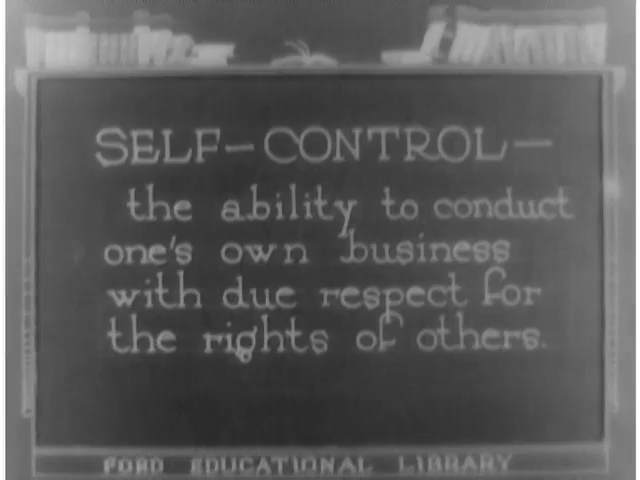 SELF-CONTROL-
the ability to conduct
one's own business
with due respect for
the rights of others.
FORD EDUCATIONAL LIBRARY